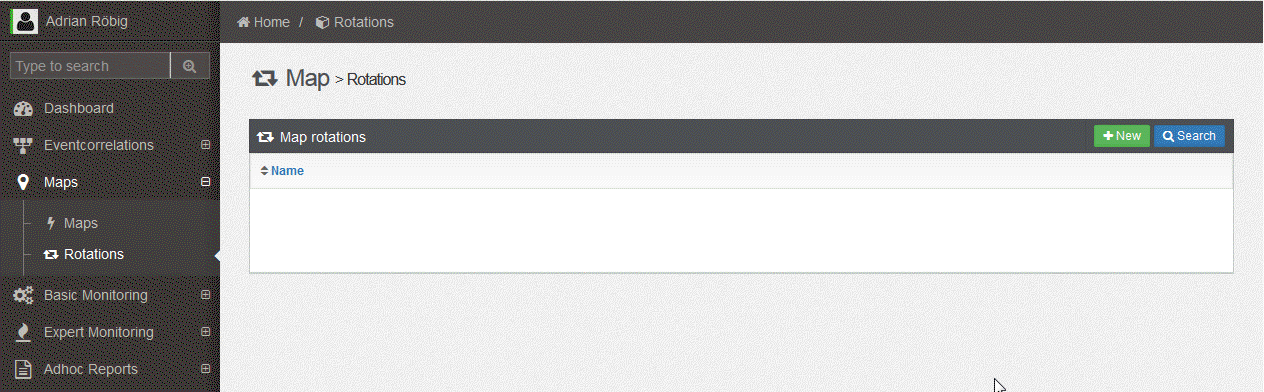 Adrian Röbig
Home / Rotations
Type to search
Dashboard
Eventcorrelations
Maps
Maps
Rotations
Basic Monitoring
Expert Monitoring
Adhoc Reports
Map > Rotations
Map rotations
New Search
Name